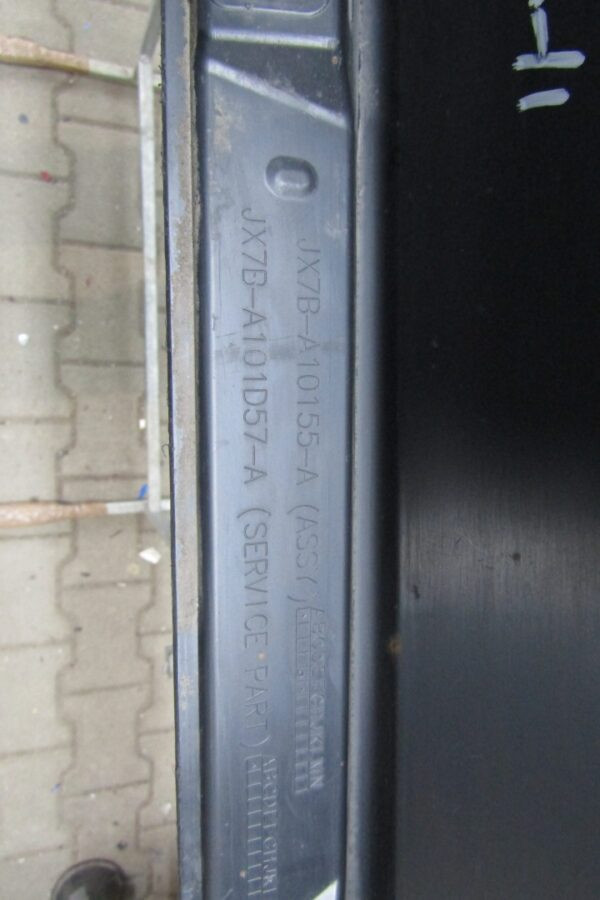 JX7B-A10155-A (ASSY)
JX7B-A101D57-A (SERVICE PART)